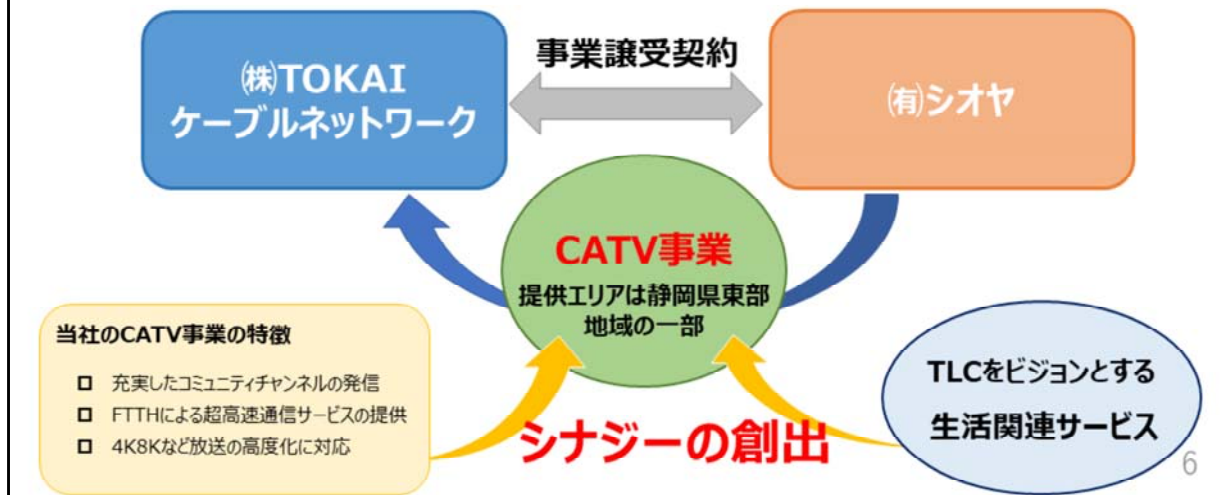 ㈱TOKAI
ケーブルネットワーク
事業譲受契約
㈲シオヤ
CATV事業
提供エリアは静岡県東部
地域の一部
当社のCATV事業の特徴
充実したコミュニティチャンネルの発信
FTTHによる超高速通信サービスの提供
4K8Kなど放送の高度化に対応
シナジーの創出
TLCをビジョンとする
生活関連サービス
6